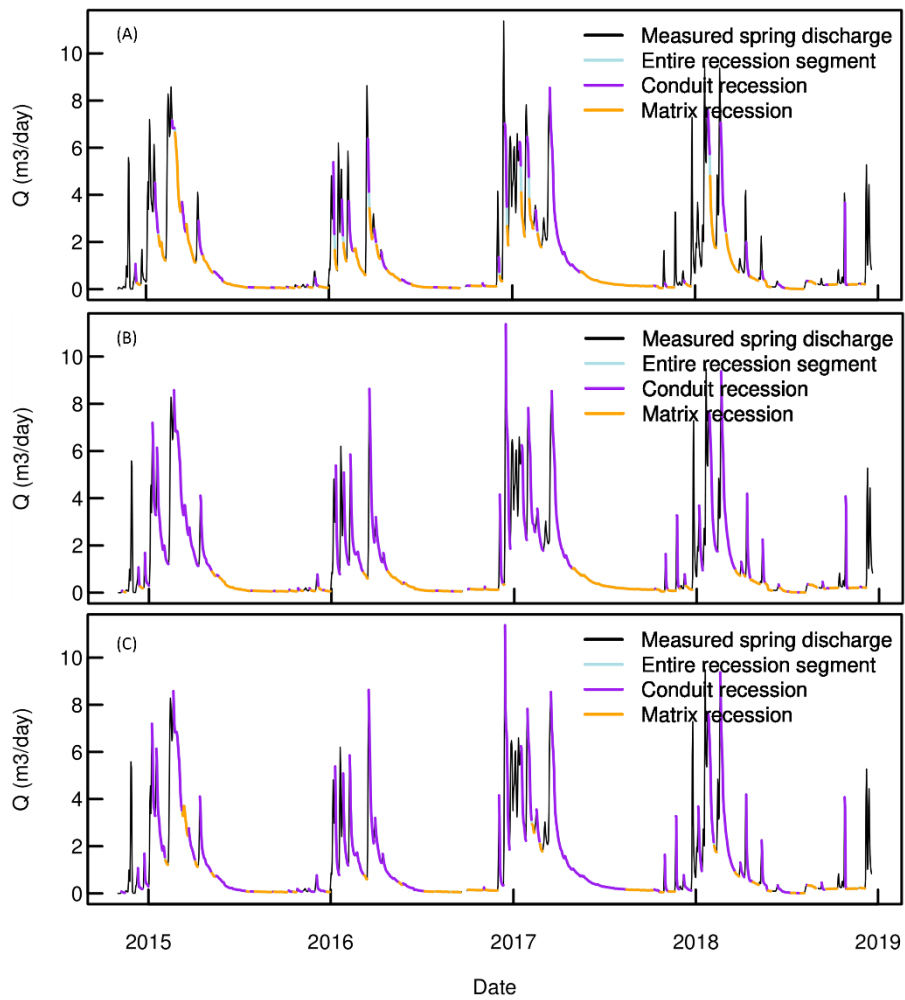 (A)
Measured spring discharge
Entire recession segment
Conduit recession
Matrix recession
Q (m3/day)
10
8
6
4
2
0
(B)
Measured spring discharge
Entire recession segment
Conduit recession
Matrix recession
Q (m3/day)
10
8
6
4
2
0
(C)
Measured spring discharge
Entire recession segment
Conduit recession
Matrix recession
Q (m3/day)
10
8
6
4
2
0
2015 2016 2017 2018 2019
Date